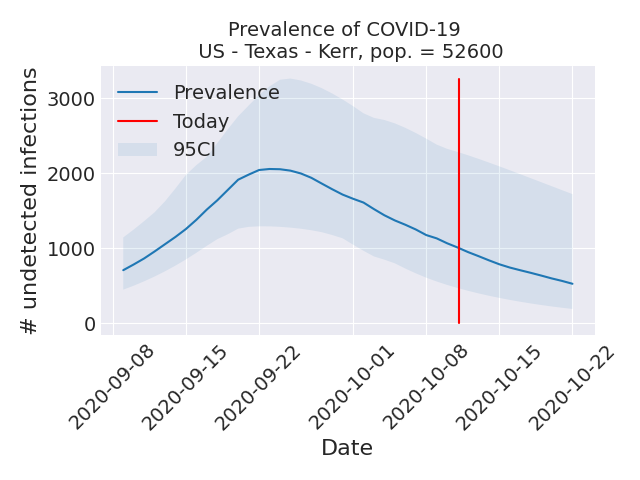 Prevalence of COVID-19
US - Texas - Kerr, pop. = 52600
# undetected infections
3000
2000
1000
0
Prevalence
Today
95CI
2020-09-08
2020-09-15
2020-09-22
2020-10-01
2020-10-08
2020-10-15
2020-10-22
Date